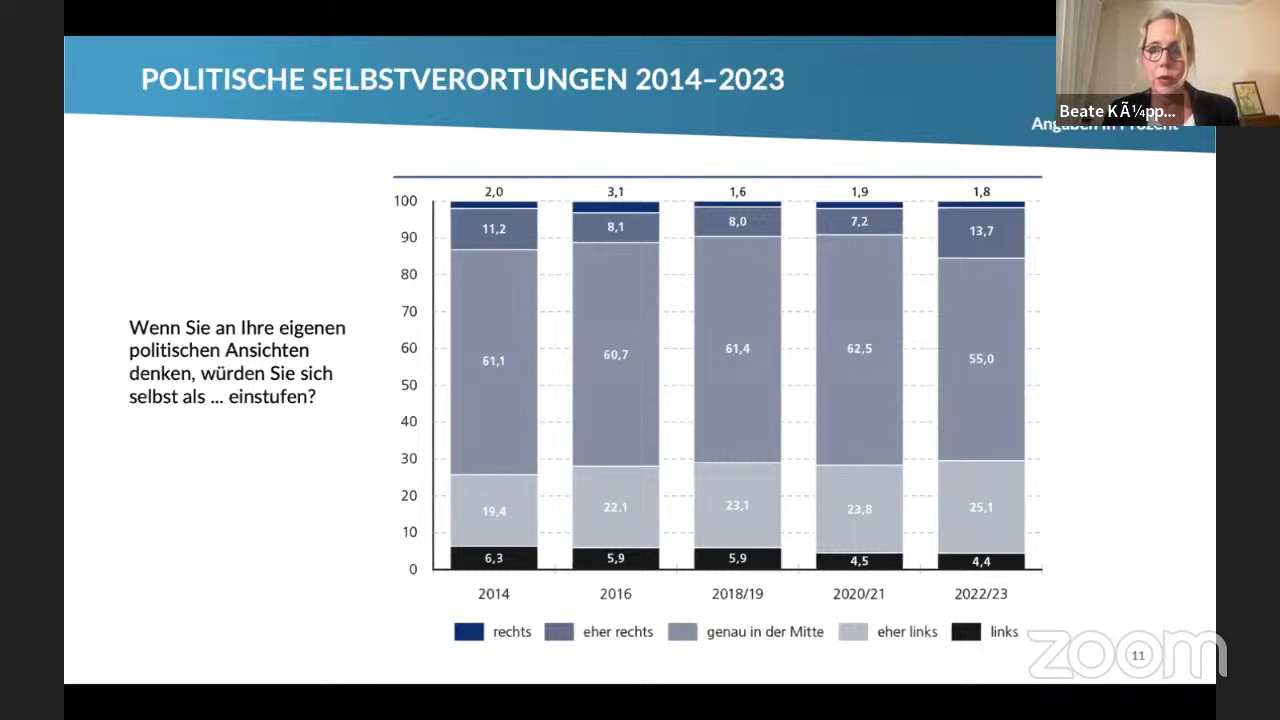 POLITISCHE SELBSTVERORTUNGEN 2014–2023
Beate KÃ¼pp...
Angaben in Prozent
Wenn Sie an Ihre eigenen
politischen Ansichten
denken, würden Sie sich
selbst als ... einstufen?
2,0 3,1 1,6 1,9 1,8
100
90
80
70
60
50
40
30
20
10
0
11,2 8,1 8,0 7,2 13,7
61,1 60,7 61,4 62,5 55,0
19,4 22,1 23,1 23,8 25,1
6,3 5,9 5,9 4,5 4,4
2014 2016 2018/19 2020/21 2022/23
rechts eher rechts genau in der Mitte eher links links
zoom
11